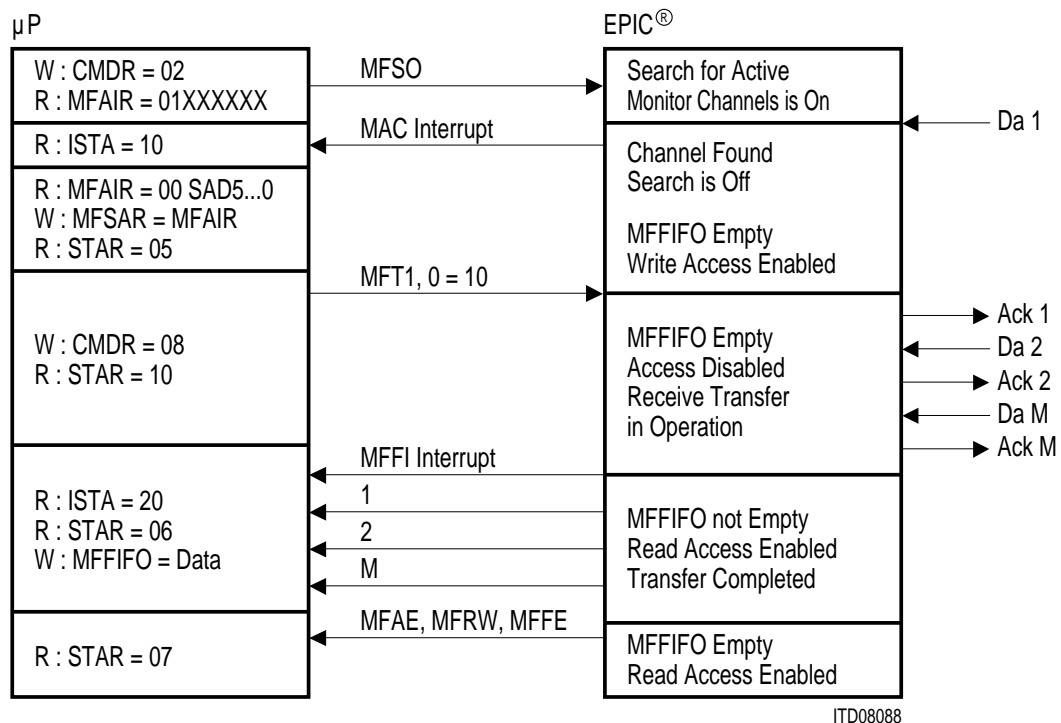 µP
EPIC®
W : CMDR = 02
R : MFAIR = 01XXXXXX
MFSO
Search for Active
Monitor Channels is On
Da 1
R : ISTA = 10
MAC Interrupt
Channel Found
Search is Off
MFFIFO Empty
Write Access Enabled
R : MFAIR = 00 SAD5...0
W : MFSAR = MFAIR
R : STAR = 05
MFT1, 0 = 10
W : CMDR = 08
R : STAR = 10
MFFIFO Empty
Access Disabled
Receive Transfer
in Operation
Ack 1
Da 2
Ack 2
Da M
Ack M
MFFI Interrupt
1
2
M
R : ISTA = 20
R : STAR = 06
W : MFFIFO = Data
MFFIFO not Empty
Read Access Enabled
Transfer Completed
MFAE, MFRW, MFFE
R : STAR = 07
MFFIFO Empty
Read Access Enabled
ITD08088